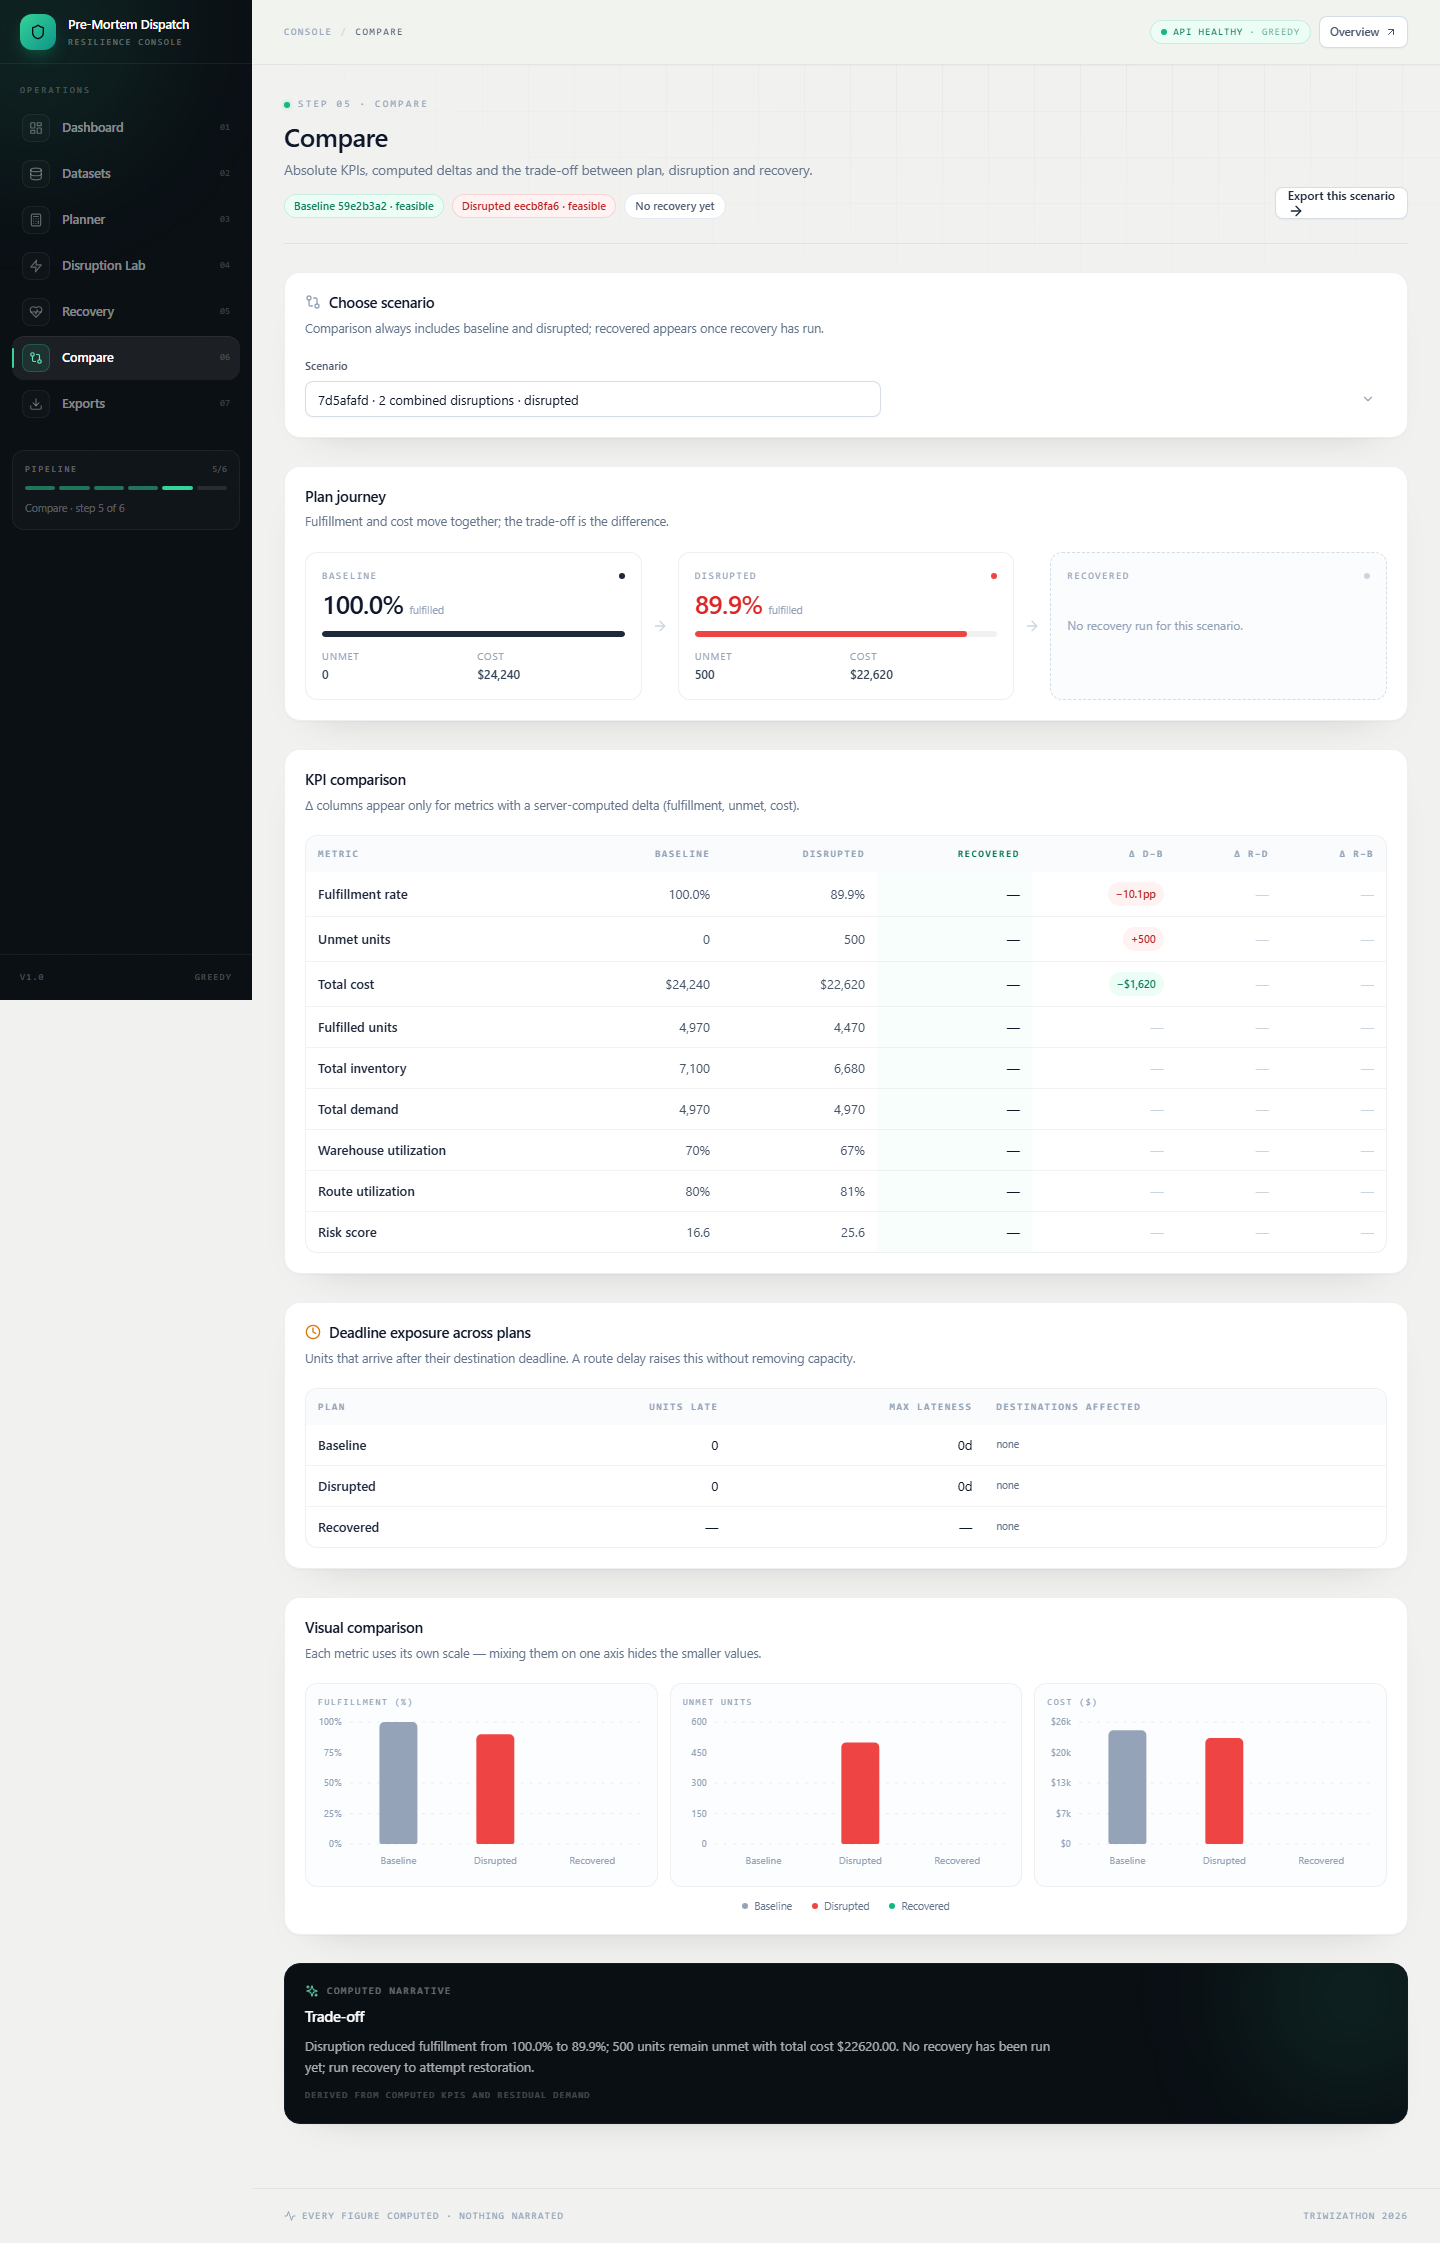 Pre-Mortem Dispatch
RESILIENCE CONSOLE
OPERATIONS
Dashboard 01
Datasets 02
Planner 03
Disruption Lab 04
Recovery 05
Compare 06
Exports 07
PIPELINE 5/6
Compare · step 5 of 6
V1.0 GREEDY
CONSOLE / COMPARE
API HEALTHY · GREEDY
Overview
STEP 05 · COMPARE
Compare
Absolute KPIs, computed deltas and the trade-off between plan, disruption and recovery.
Baseline 59e2b3a2 · feasible
Disrupted eecb8fa6 · feasible
No recovery yet
Export this scenario →
Choose scenario
Comparison always includes baseline and disrupted; recovered appears once recovery has run.
Scenario
7d5afafd · 2 combined disruptions · disrupted
Plan journey
Fulfillment and cost move together; the trade-off is the difference.
BASELINE
100.0% fulfilled
UNMET COST
0 $24,240
DISRUPTED
89.9% fulfilled
UNMET COST
500 $22,620
RECOVERED
No recovery run for this scenario.
KPI comparison
Δ columns appear only for metrics with a server-computed delta (fulfillment, unmet, cost).
METRIC BASELINE DISRUPTED RECOVERED Δ D−B Δ R−D Δ R−B
Fulfillment rate 100.0% 89.9% — −10.1pp — —
Unmet units 0 500 — +500 — —
Total cost $24,240 $22,620 — −$1,620 — —
Fulfilled units 4,970 4,470 — — — —
Total inventory 7,100 6,680 — — — —
Total demand 4,970 4,970 — — — —
Warehouse utilization 70% 67% — — — —
Route utilization 80% 81% — — — —
Risk score 16.6 25.6 — — — —
Deadline exposure across plans
Units that arrive after their destination deadline. A route delay raises this without removing capacity.
PLAN UNITS LATE MAX LATENESS DESTINATIONS AFFECTED
Baseline 0 0d none
Disrupted 0 0d none
Recovered — — none
Visual comparison
Each metric uses its own scale — mixing them on one axis hides the smaller values.
FULFILLMENT (%)
100%
75%
50%
25%
0%
Baseline Disrupted Recovered
UNMET UNITS
600
450
300
150
0
Baseline Disrupted Recovered
COST ($)
$26k
$20k
$13k
$7k
$0
Baseline Disrupted Recovered
Baseline Disrupted Recovered
COMPUTED NARRATIVE
Trade-off
Disruption reduced fulfillment from 100.0% to 89.9%; 500 units remain unmet with total cost $22620.00. No recovery has been run
yet; run recovery to attempt restoration.
DERIVED FROM COMPUTED KPIS AND RESIDUAL DEMAND
EVERY FIGURE COMPUTED · NOTHING NARRATED
TRIWIZATHON 2026